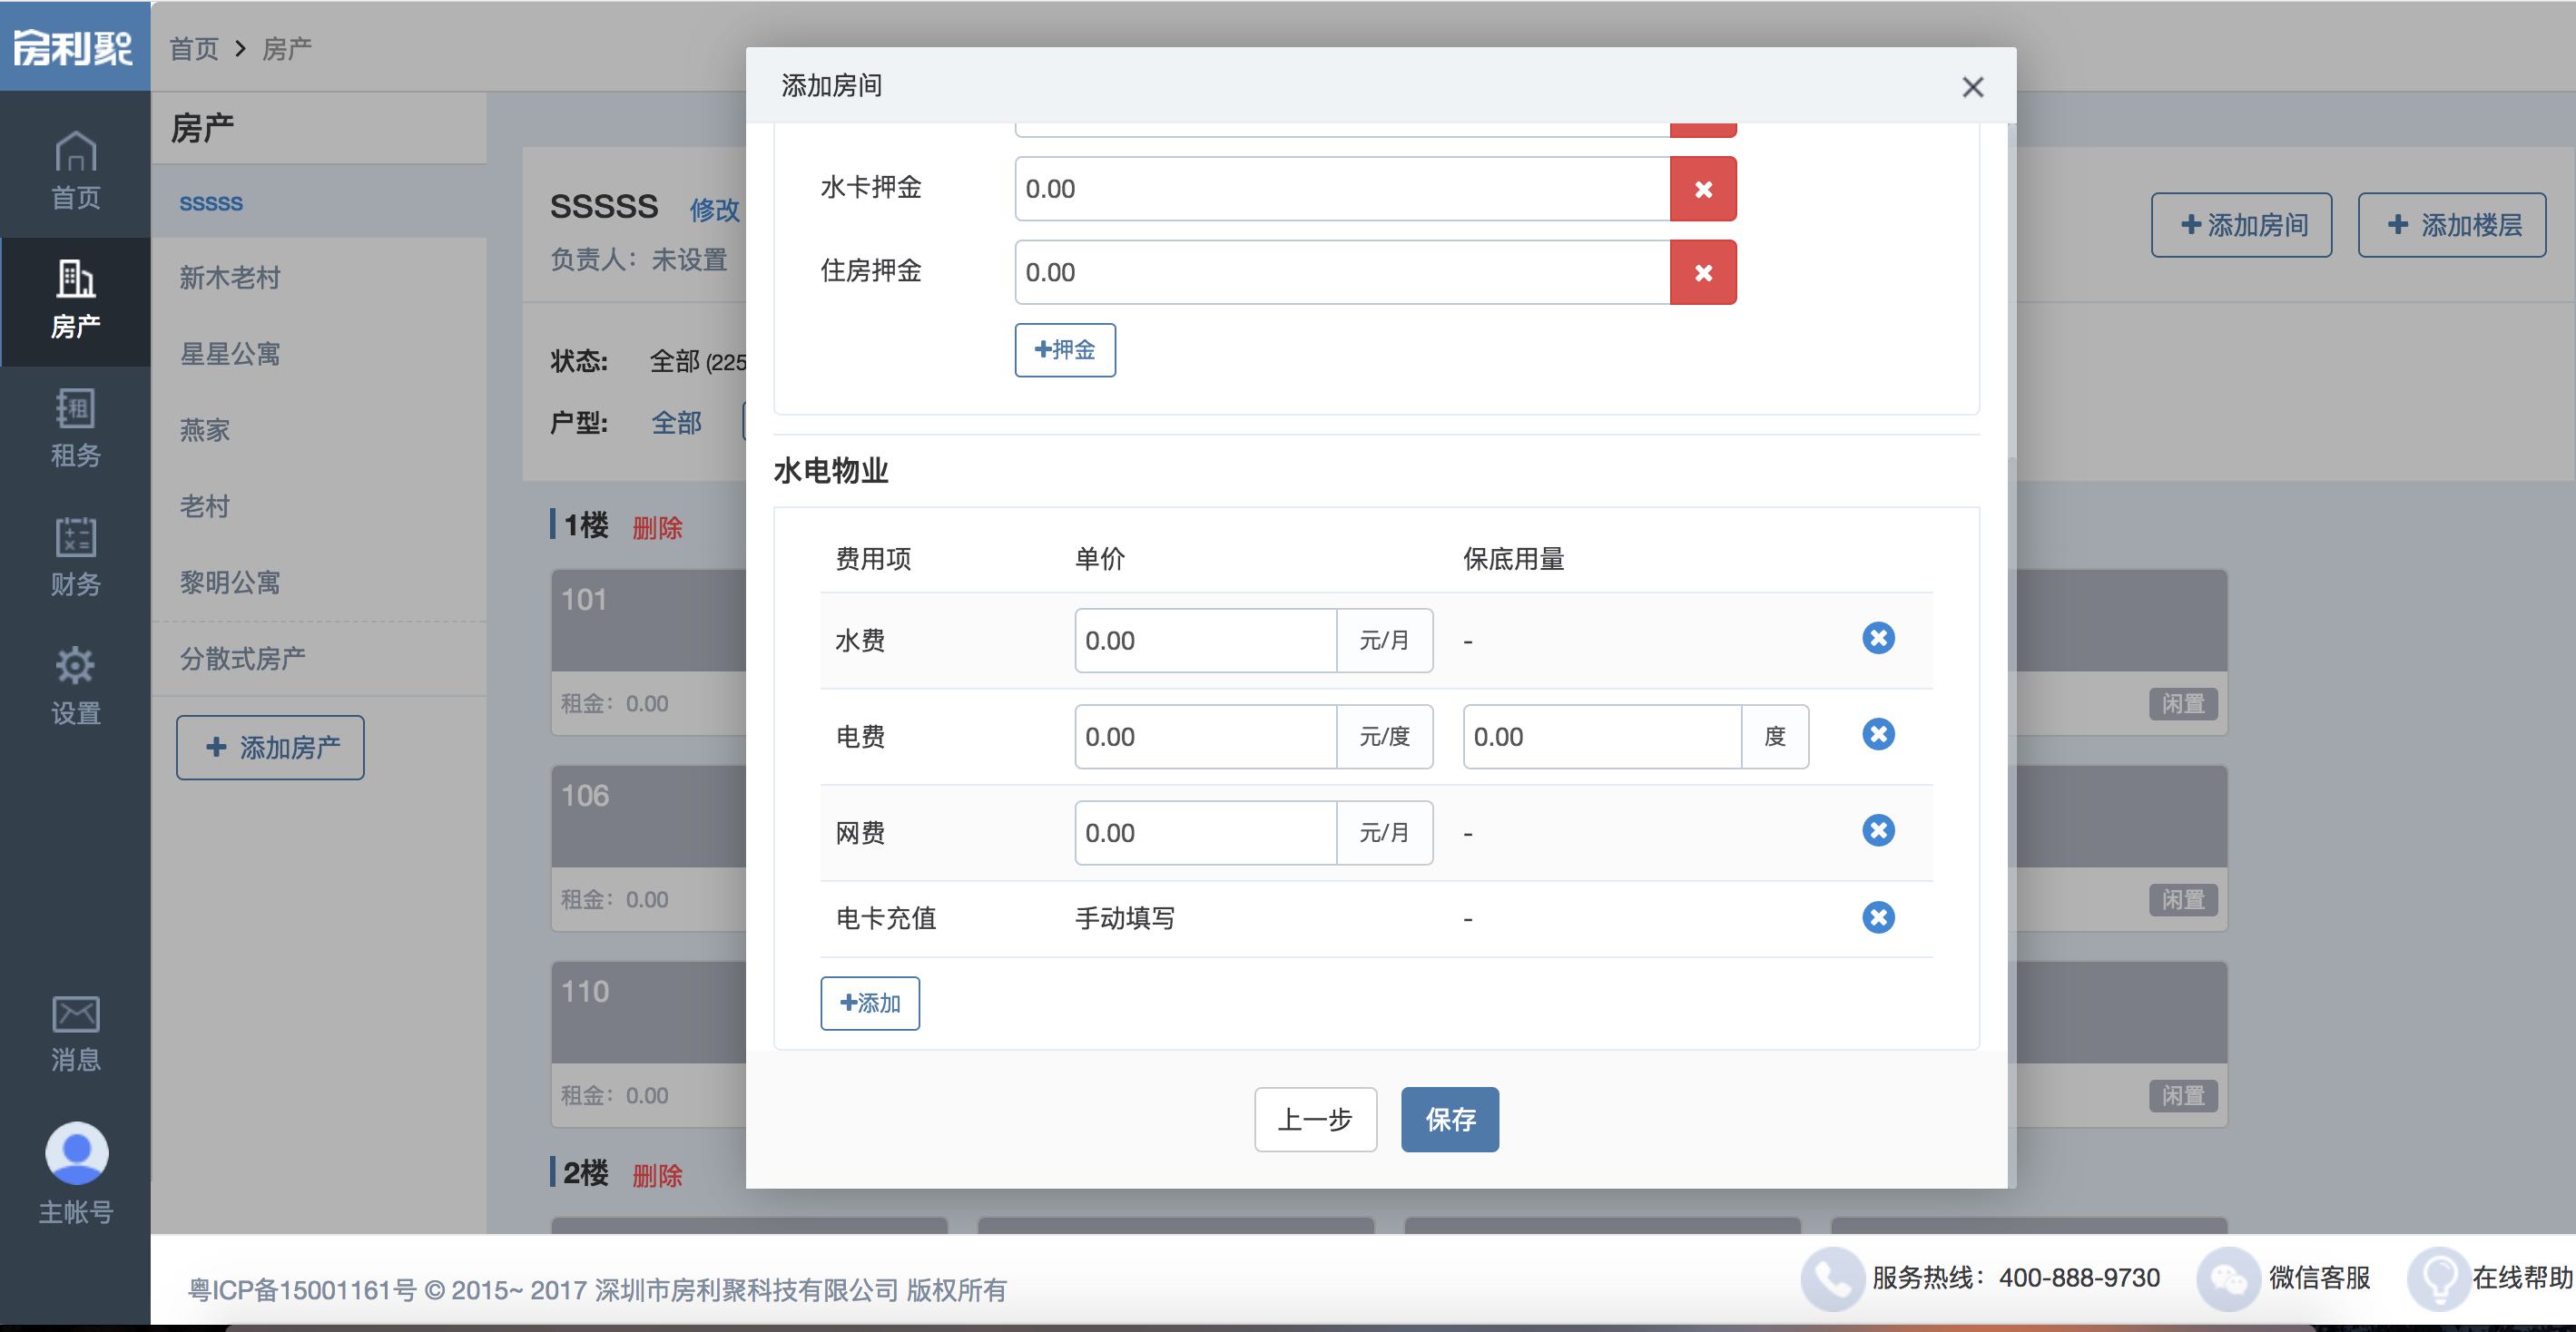 房利聚
首页
房产
租务
财务
设置
消息
主帐号
首页 > 房产
房产
sssss
新木老村
星星公寓
燕家
老村
黎明公寓
分散式房产
+ 添加房产
SSSSS 修改
负责人：未设置
+添加房间
+ 添加楼层
状态: 全部 (225
户型: 全部
1楼 删除
101
租金：0.00
闲置
106
租金：0.00
闲置
110
租金：0.00
闲置
2楼 删除
添加房间
水卡押金 0.00
住房押金 0.00
+押金
水电物业
费用项 单价 保底用量
水费 0.00 元/月 -
电费 0.00 元/度 0.00 度
网费 0.00 元/月 -
电卡充值 手动填写 -
+添加
上一步 保存
粤ICP备15001161号 © 2015~ 2017 深圳市房利聚科技有限公司 版权所有
服务热线：400-888-9730 微信客服 在线帮助